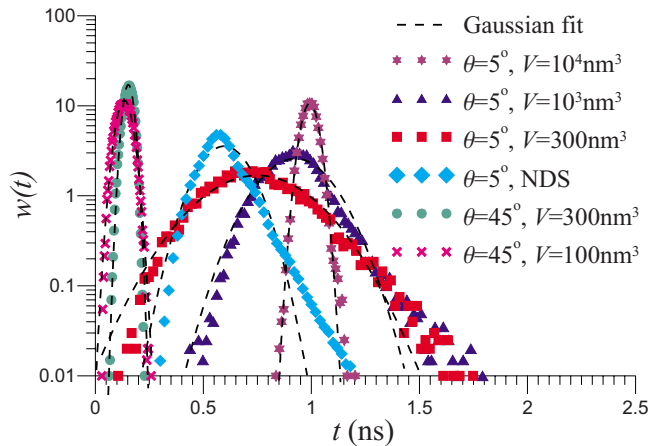 Gaussian fit
θ=5°, V=10⁴nm³
θ=5°, V=10³nm³
θ=5°, V=300nm³
θ=5°, NDS
θ=45°, V=300nm³
θ=45°, V=100nm³
w(t)
100
10
1
0.1
0.01
0 0.5 1 1.5 2 2.5
t (ns)